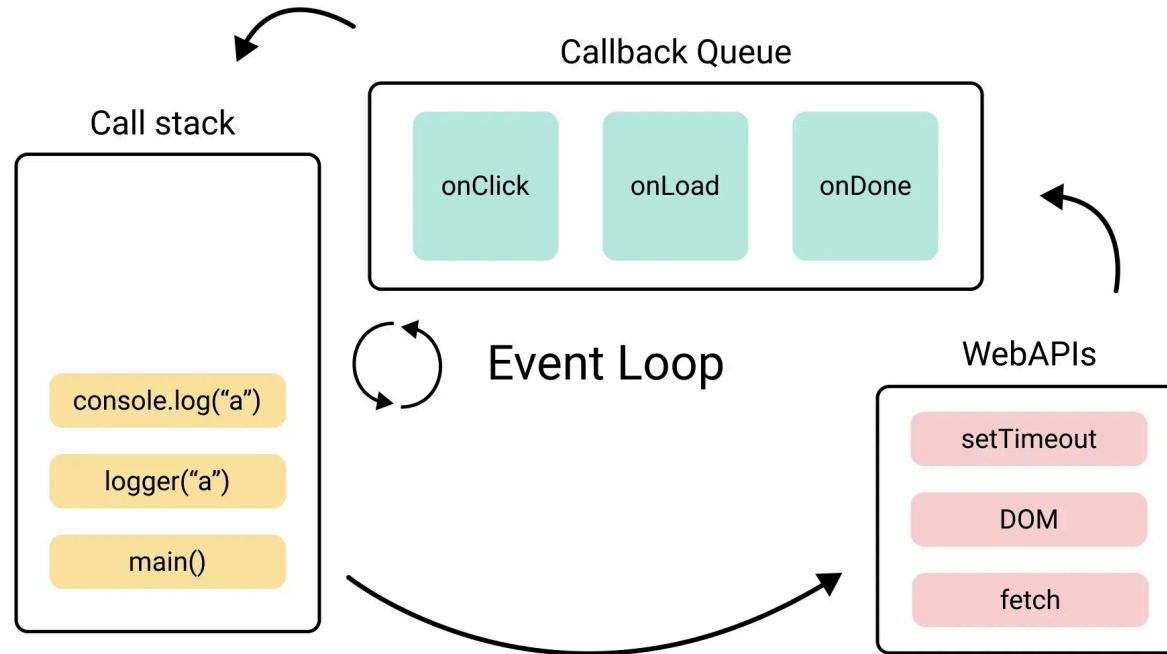 Callback Queue
Call stack
onClick
onLoad
onDone
Event Loop
WebAPIs
console.log(“a”)
logger(“a”)
main()
setTimeout
DOM
fetch